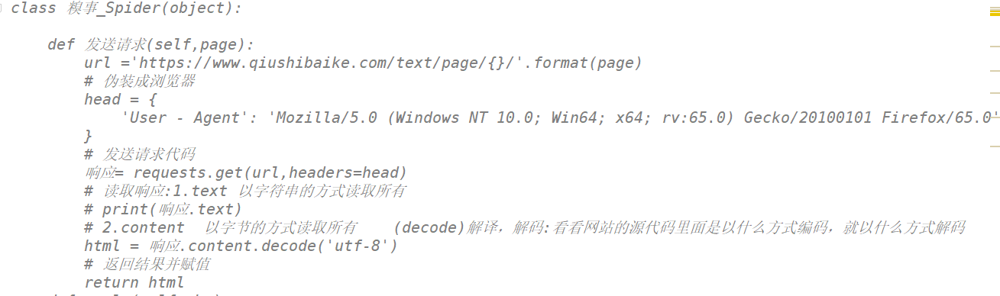 class 糗事_Spider(object):
def 发送请求(self,page):
url ='https://www.qiushibaike.com/text/page/{}/'.format(page)
# 伪装成浏览器
head = {
'User - Agent': 'Mozilla/5.0 (Windows NT 10.0; Win64; x64; rv:65.0) Gecko/20100101 Firefox/65.0'
}
# 发送请求代码
响应= requests.get(url,headers=head)
# 读取响应:1.text 以字符串的方式读取所有
# print(响应.text)
# 2.content 以字节的方式读取所有 (decode)解译，解码:看看网站的源代码里面是以什么方式编码，就以什么方式解码
html = 响应.content.decode('utf-8')
# 返回结果并赋值
return html